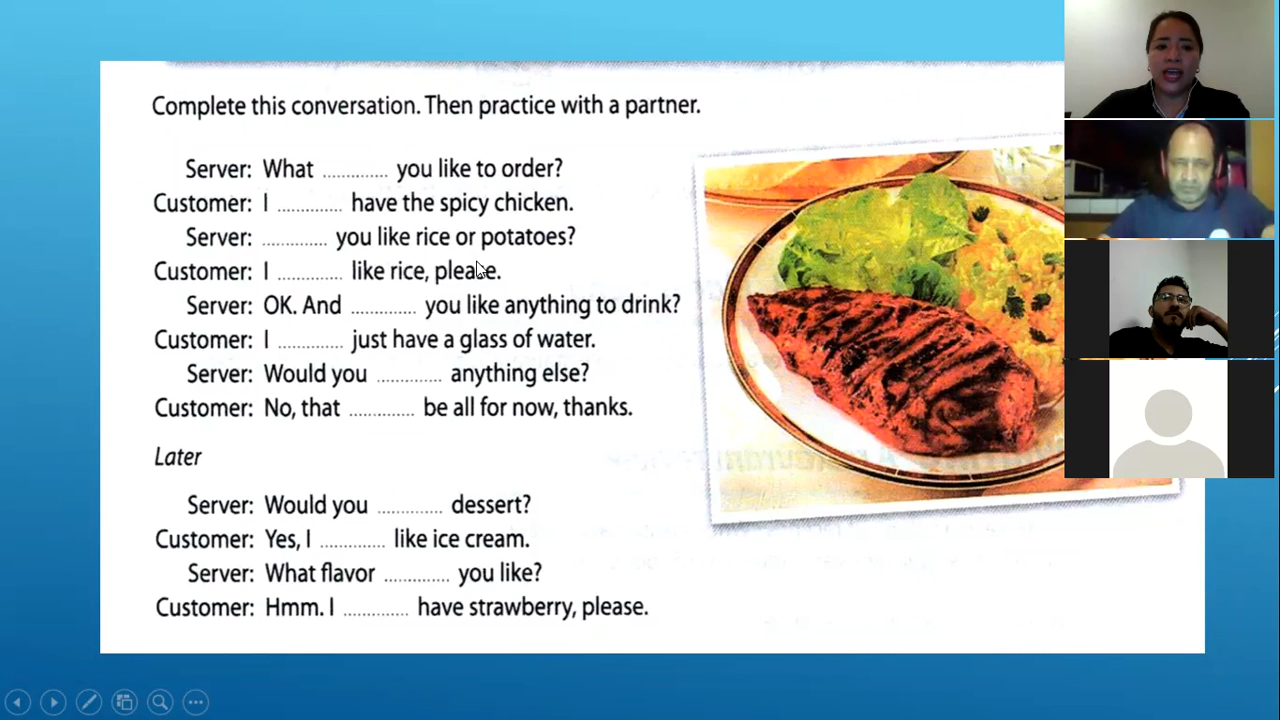 Complete this conversation. Then practice with a partner.
Server: What ............. you like to order?
Customer: I ............. have the spicy chicken.
Server: ............. you like rice or potatoes?
Customer: I ............. like rice, please.
Server: OK. And ............. you like anything to drink?
Customer: I ............. just have a glass of water.
Server: Would you ............. anything else?
Customer: No, that ............. be all for now, thanks.
Later
Server: Would you ............. dessert?
Customer: Yes, I ............. like ice cream.
Server: What flavor ............. you like?
Customer: Hmm. I ............. have strawberry, please.